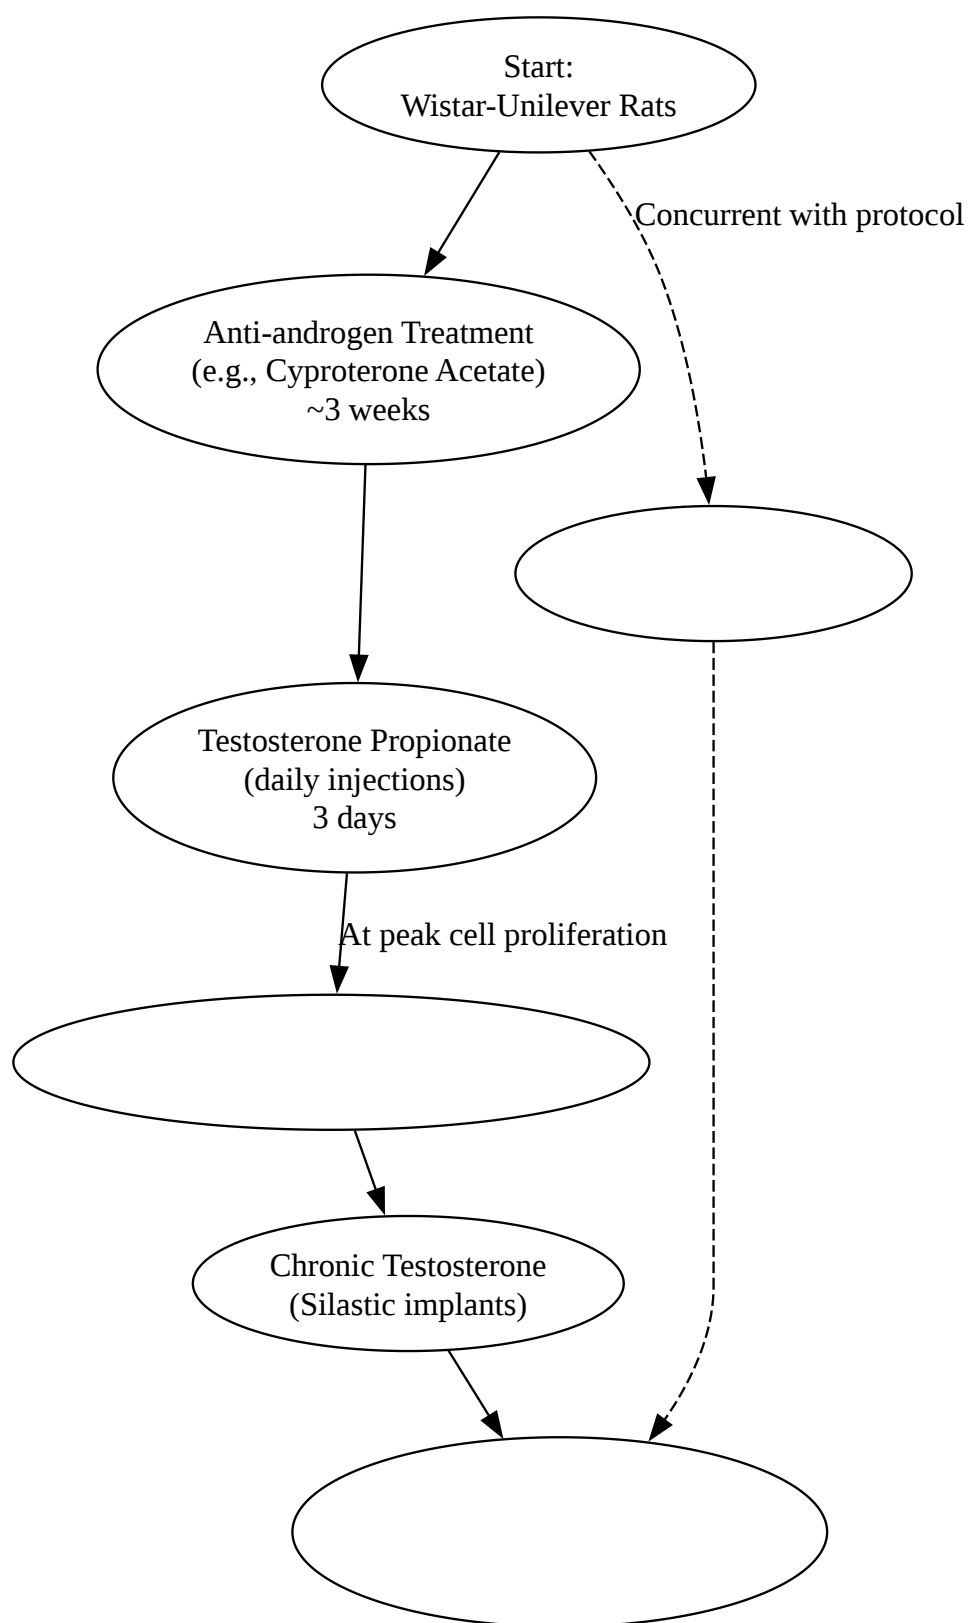 Start:
Wistar-Unilever Rats
Concurrent with protocol
Anti-androgen Treatment
(e.g., Cyproterone Acetate)
~3 weeks
Testosterone Propionate
(daily injections)
3 days
At peak cell proliferation
Chronic Testosterone
(Silastic implants)